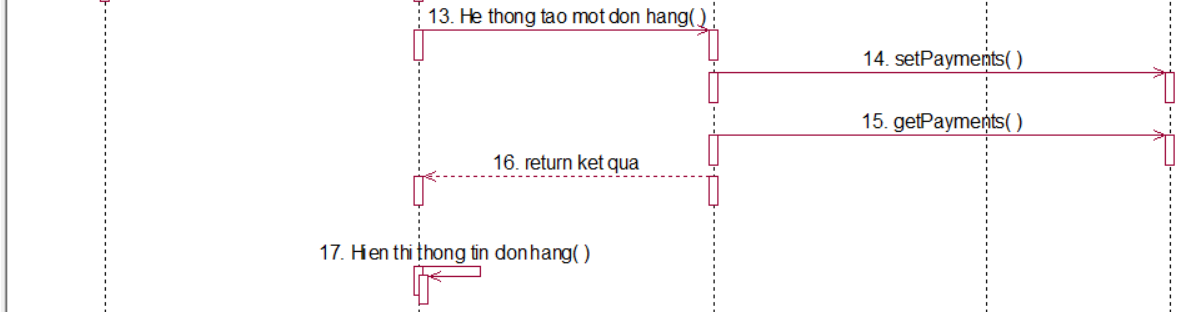 13. He thong tao mot don hang( )
14. setPayments( )
15. getPayments( )
16. return ket qua
17. Hien thi thong tin donhang( )